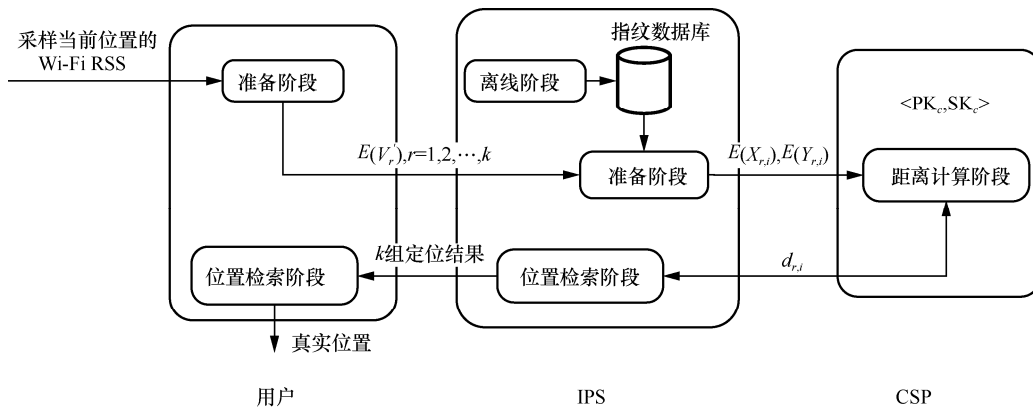 采样当前位置的
Wi-Fi RSS
准备阶段
离线阶段
指纹数据库
<PKc,SKc>
E(V'r),r=1,2,⋯,k
准备阶段
E(Xr,i),E(Yr,i)
距离计算阶段
位置检索阶段
k组定位结果
位置检索阶段
dr,i
真实位置
用户
IPS
CSP